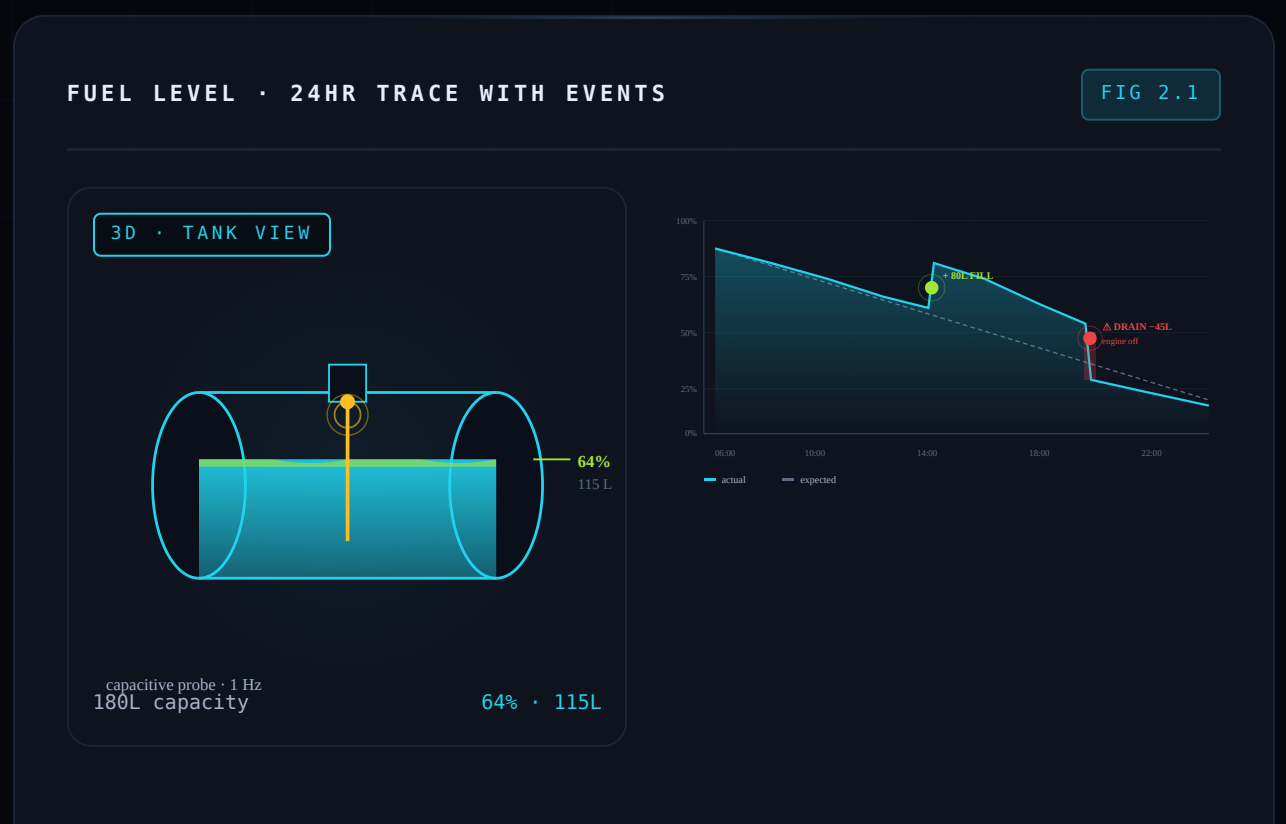 FUEL LEVEL · 24HR TRACE WITH EVENTS
FIG 2.1
3D · TANK VIEW
64%
115 L
capacitive probe · 1 Hz
180L capacity
64% · 115L
100%
75%
50%
25%
0%
+ 80L FILL
⚠ DRAIN −45L
engine off
06:00
10:00
14:00
18:00
22:00
actual
expected